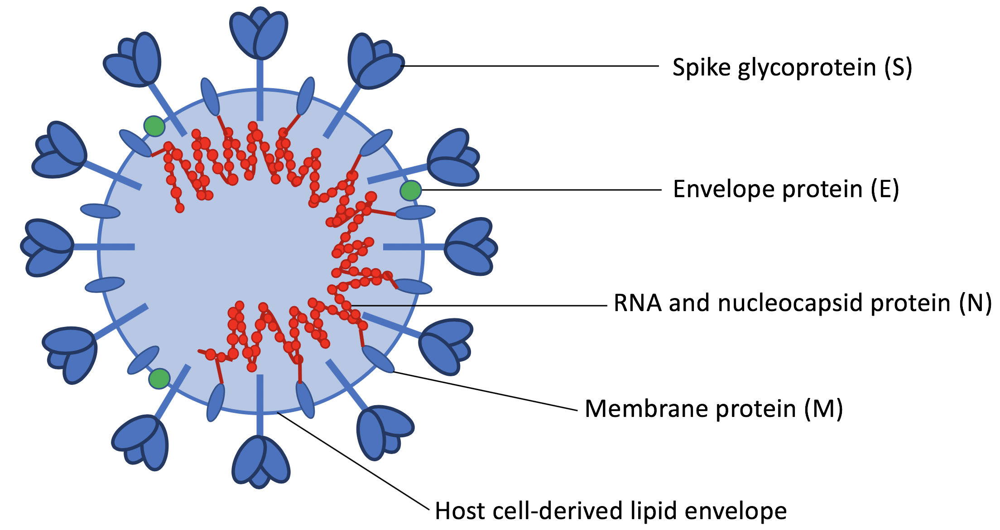 Spike glycoprotein (S)
Envelope protein (E)
RNA and nucleocapsid protein (N)
Membrane protein (M)
Host cell-derived lipid envelope